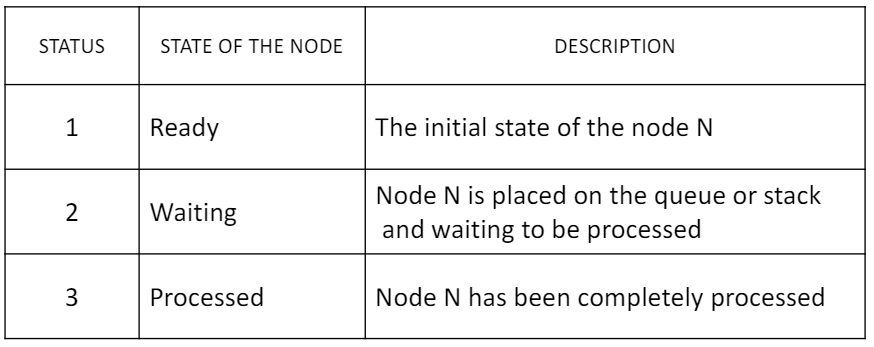 STATUS STATE OF THE NODE DESCRIPTION
1 Ready The initial state of the node N
2 Waiting Node N is placed on the queue or stack
and waiting to be processed
3 Processed Node N has been completely processed